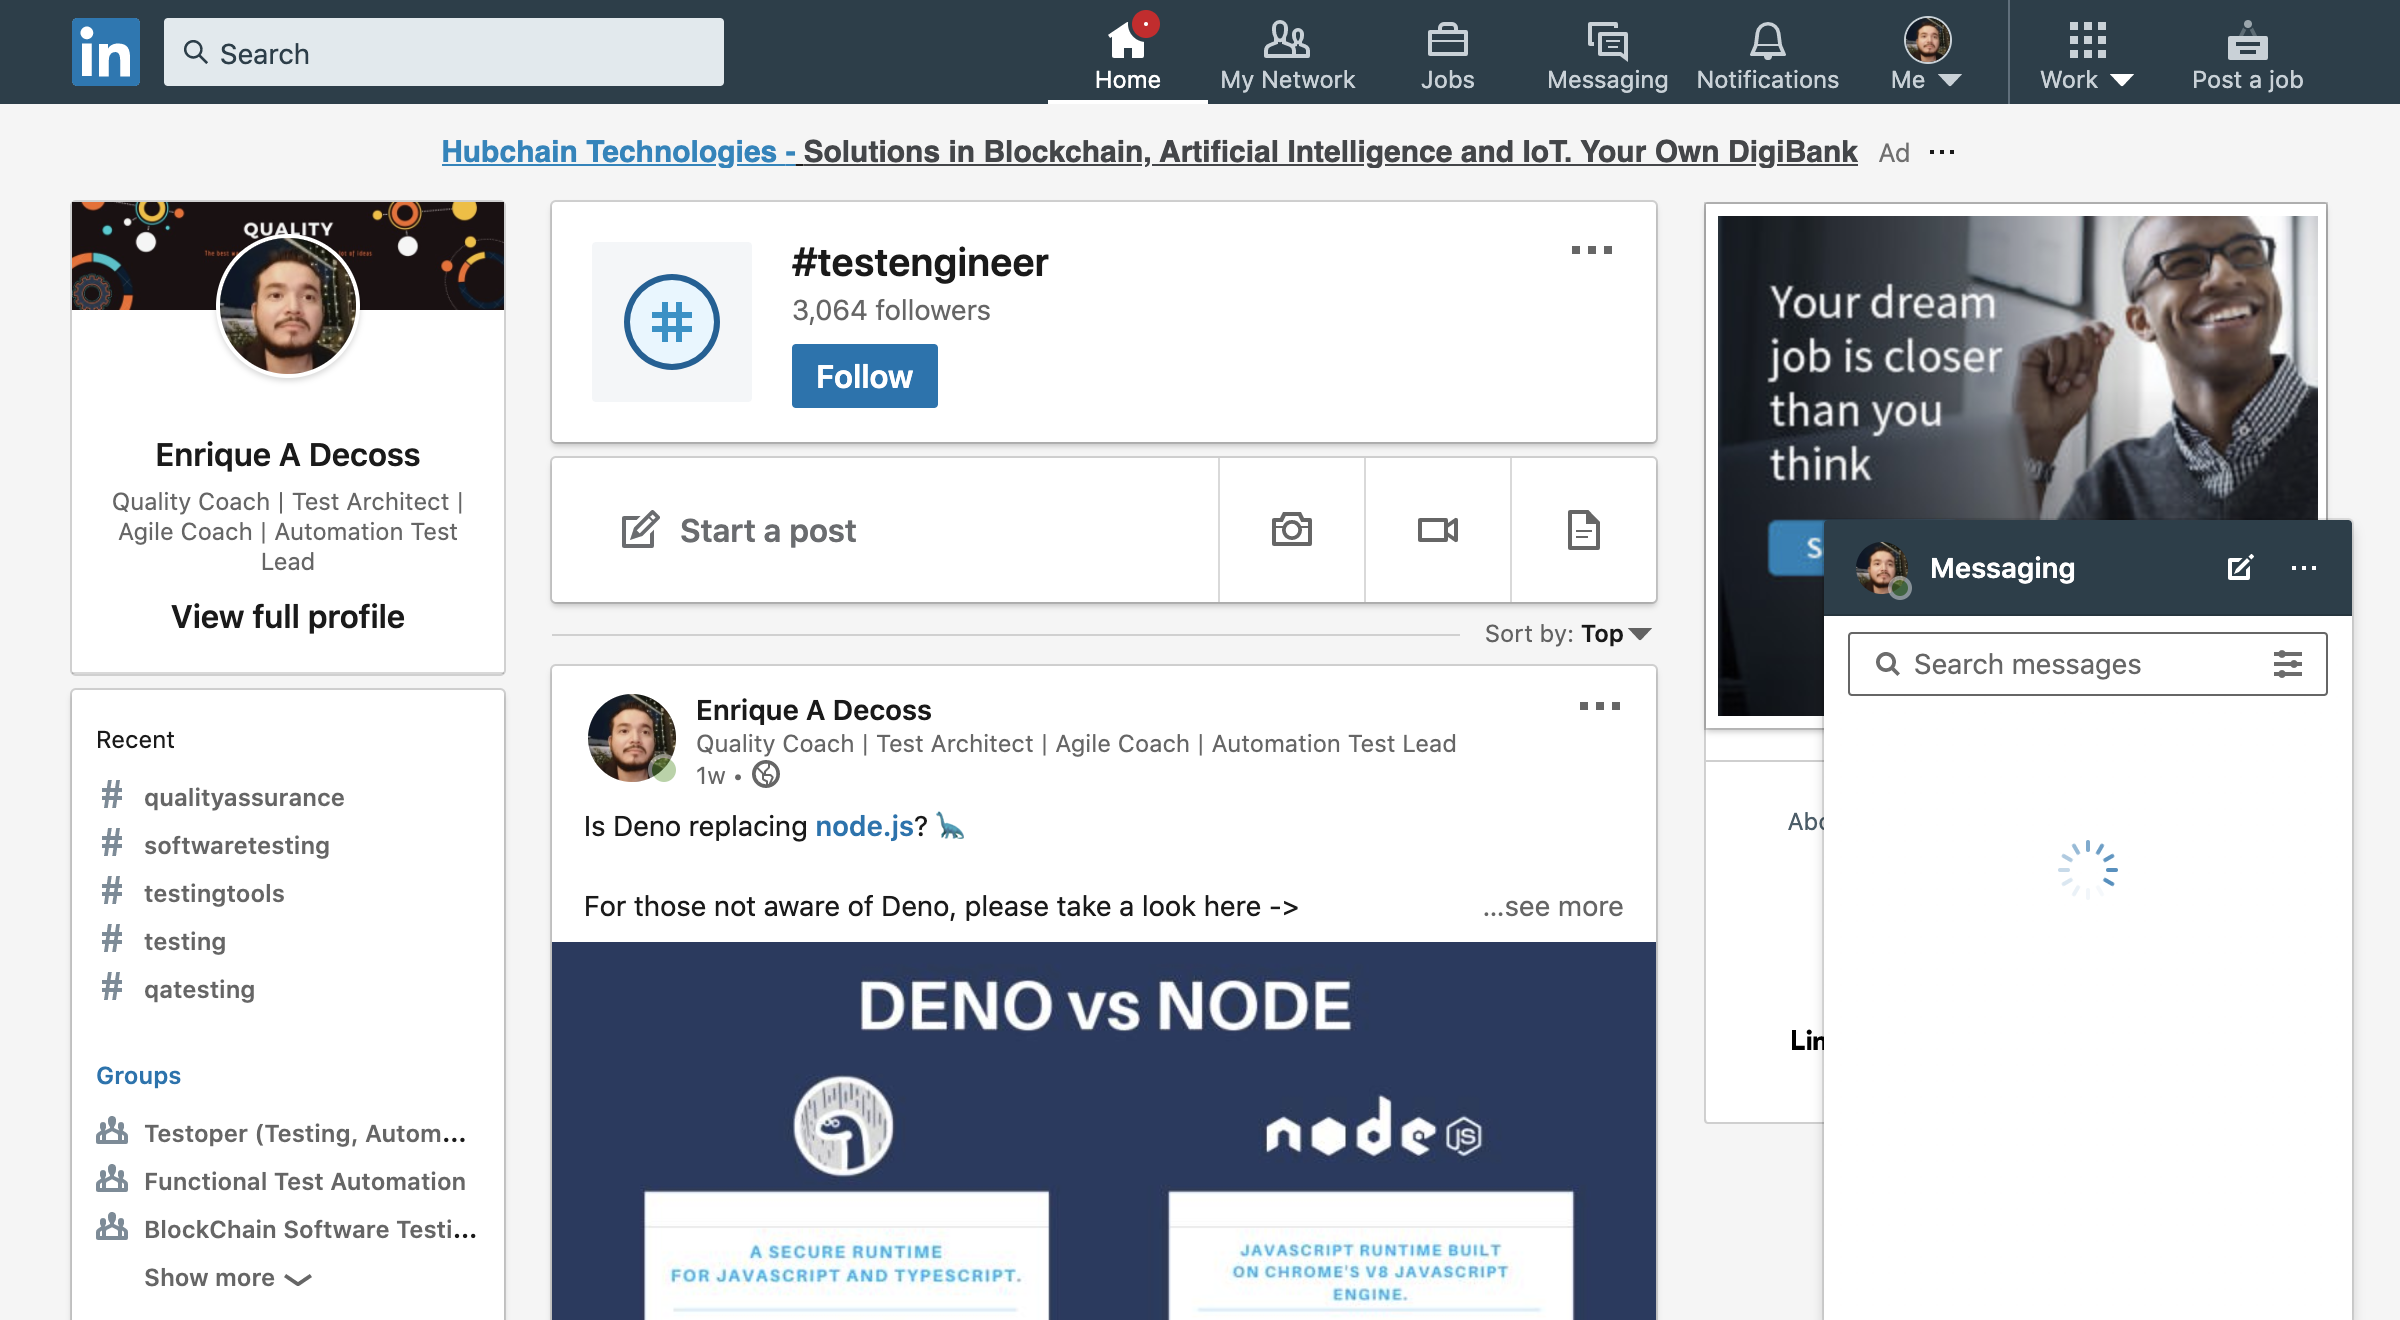 in
Search
Home
My Network
Jobs
Messaging
Notifications
Me
Work
Post a job
Hubchain Technologies - Solutions in Blockchain, Artificial Intelligence and IoT. Your Own DigiBank Ad ...
QUALITY
Enrique A Decoss
Quality Coach | Test Architect |
Agile Coach | Automation Test
Lead
View full profile
Recent
# qualityassurance
# softwaretesting
# testingtools
# testing
# qatesting
Groups
Testoper (Testing, Autom...
Functional Test Automation
BlockChain Software Testi...
Show more
#
#testengineer
3,064 followers
Follow
Start a post
Sort by: Top
Enrique A Decoss
Quality Coach | Test Architect | Agile Coach | Automation Test Lead
1w •
Is Deno replacing node.js? 🦕
For those not aware of Deno, please take a look here ->
...see more
DENO vs NODE
node JS
A SECURE RUNTIME
FOR JAVASCRIPT AND TYPESCRIPT.
JAVASCRIPT RUNTIME BUILT
ON CHROME'S V8 JAVASCRIPT
ENGINE.
Your dream
job is closer
than you
think
S
Messaging
Search messages
Abo
Lin